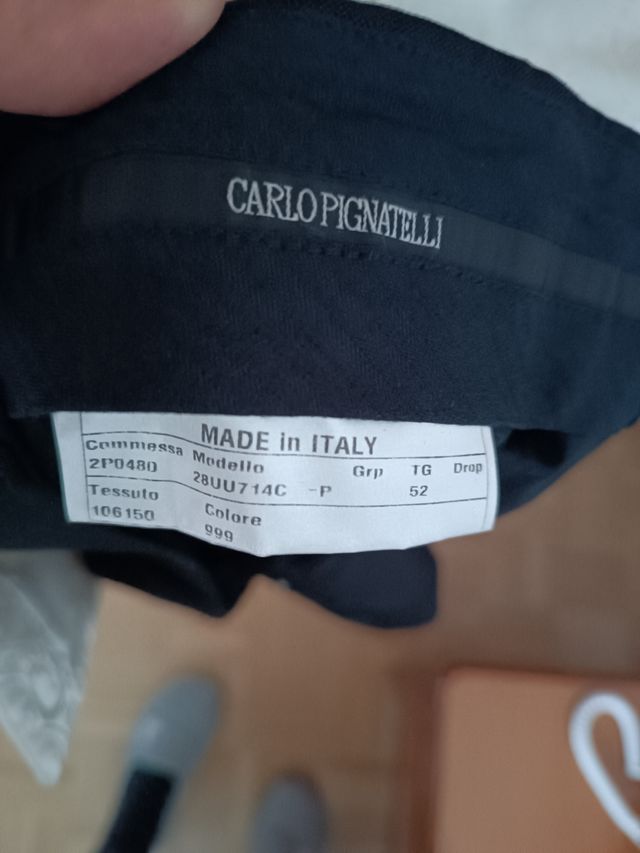 CARLO PIGNATELLI
MADE in ITALY
Commessa Modello Grp TG Drop
2P0480 28UU714C -P 52
Tessuto Colore
106150 999